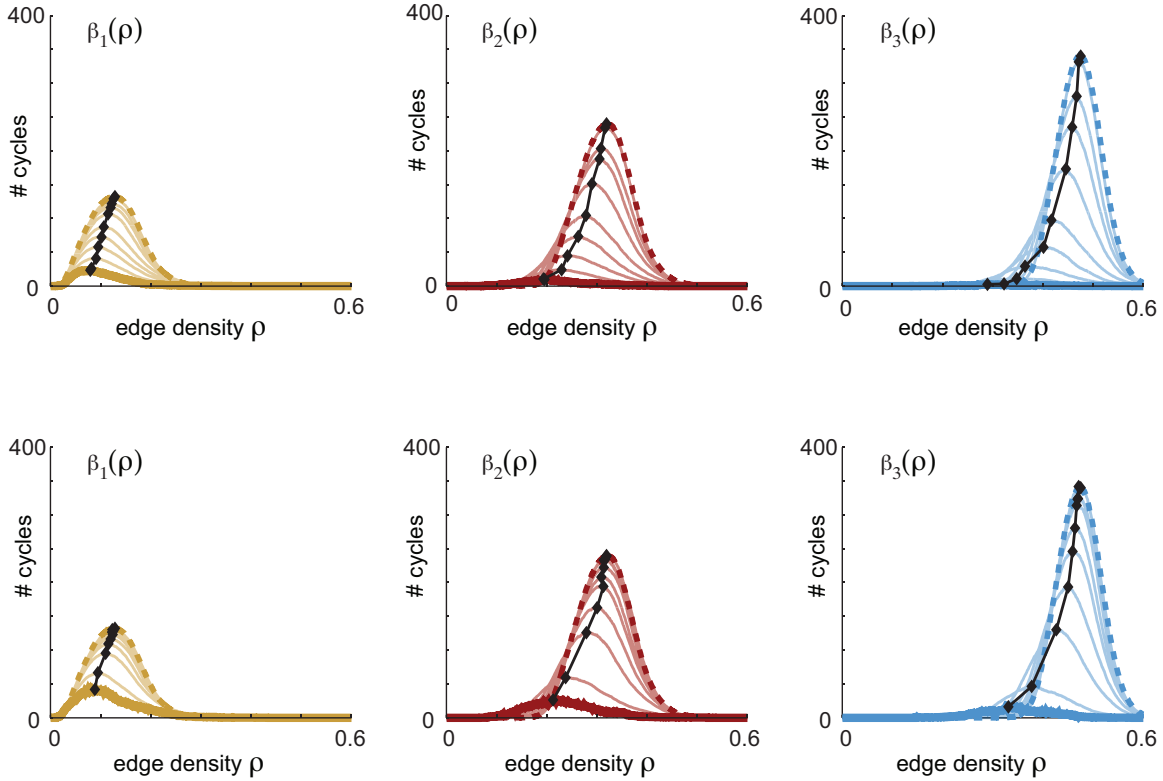 400
β1(ρ)
# cycles
0
0
0.6
edge density ρ
400
β2(ρ)
# cycles
0
0
0.6
edge density ρ
400
β3(ρ)
# cycles
0
0
0.6
edge density ρ
400
β1(ρ)
# cycles
0
0
0.6
edge density ρ
400
β2(ρ)
# cycles
0
0
0.6
edge density ρ
400
β3(ρ)
# cycles
0
0
0.6
edge density ρ